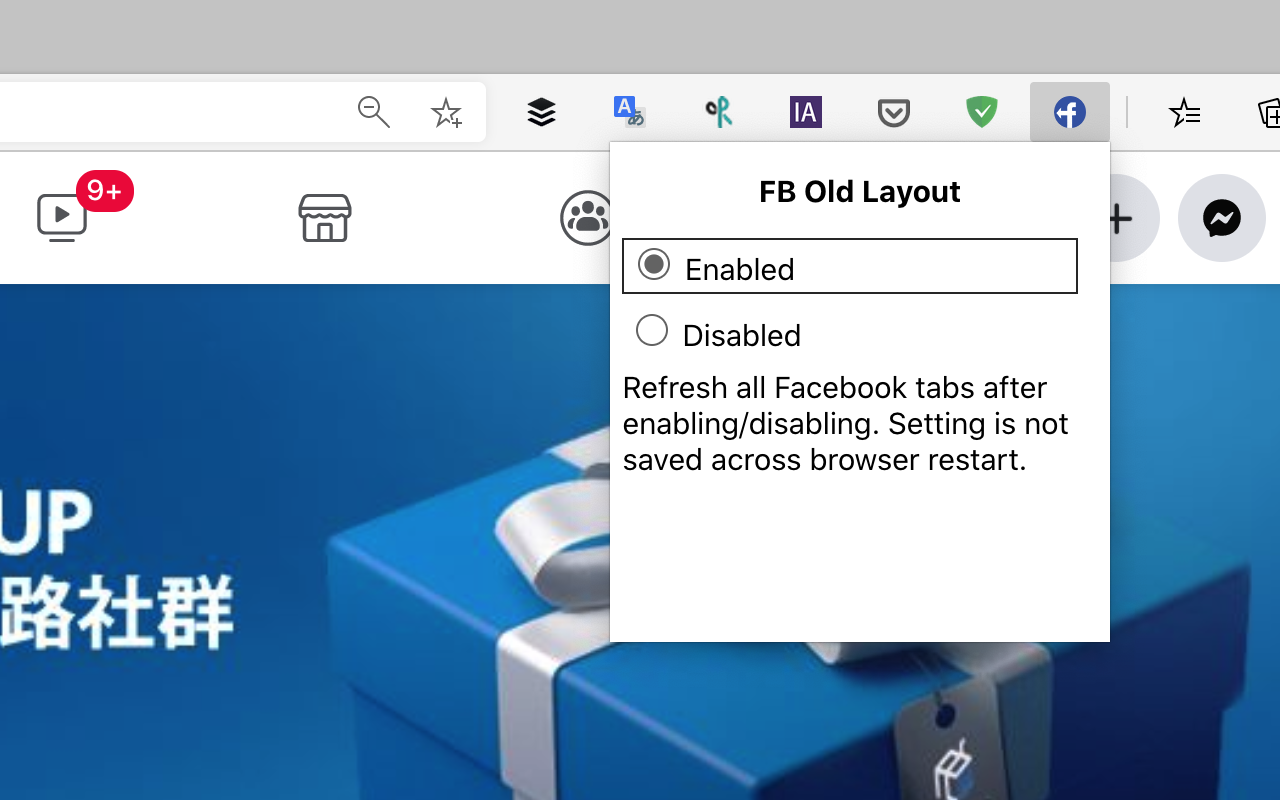 A あ
IA
9+
FB Old Layout
Enabled
Disabled
Refresh all Facebook tabs after
enabling/disabling. Setting is not
saved across browser restart.
UP
路社群